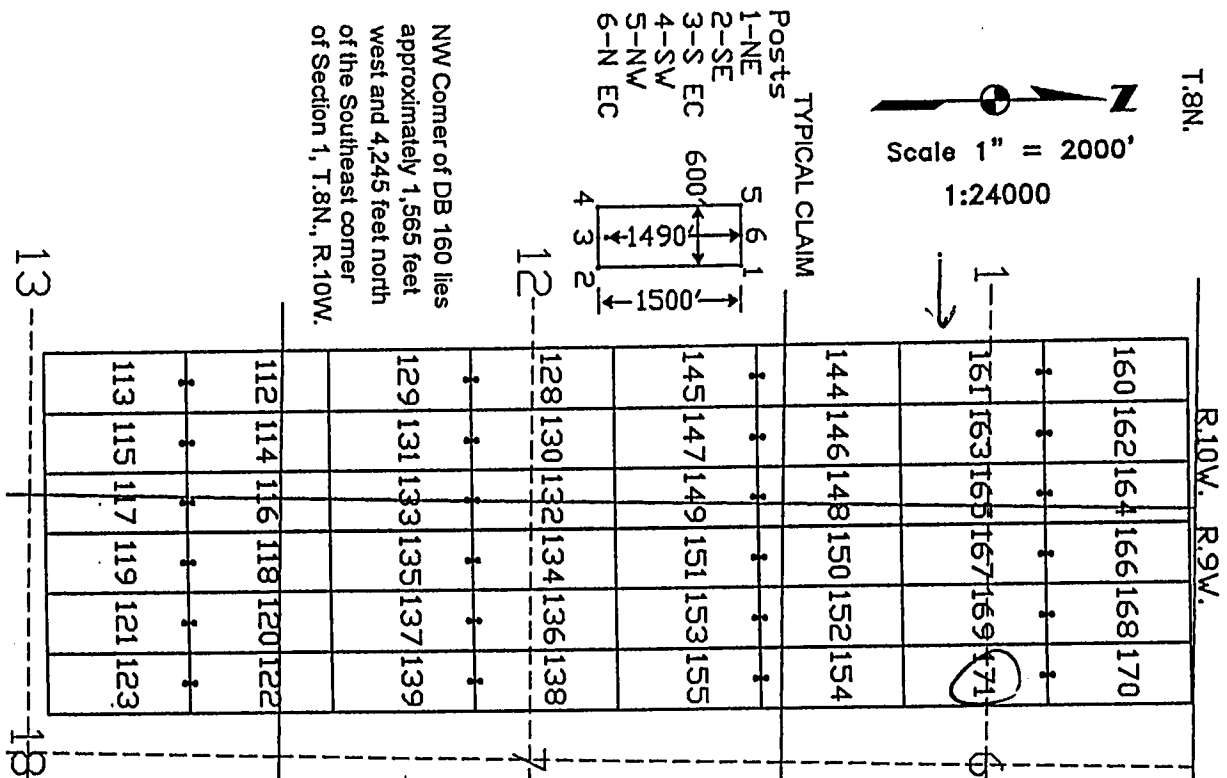 T.8N.
R.10W. R.9W.
N
Scale 1" = 2000'
1:24000
TYPICAL CLAIM
5 6 1
600'
1490'
1500'
4 3 2
Posts
1-NE
2-SE
3-S EC
4-SW
5-NW
6-N EC
NW Corner of DB 160 lies
approximately 1,565 feet
west and 4,245 feet north
of the Southeast corner
of Section 1, T.8N., R.10W.
160 162 164 166 168 170
1 161 163 165 167 169 171 6
144 146 148 150 152 154
145 147 149 151 153 155
12 128 130 132 134 136 138 7
129 131 133 135 137 139
112 114 116 118 120 122
113 115 117 119 121 123
13 18